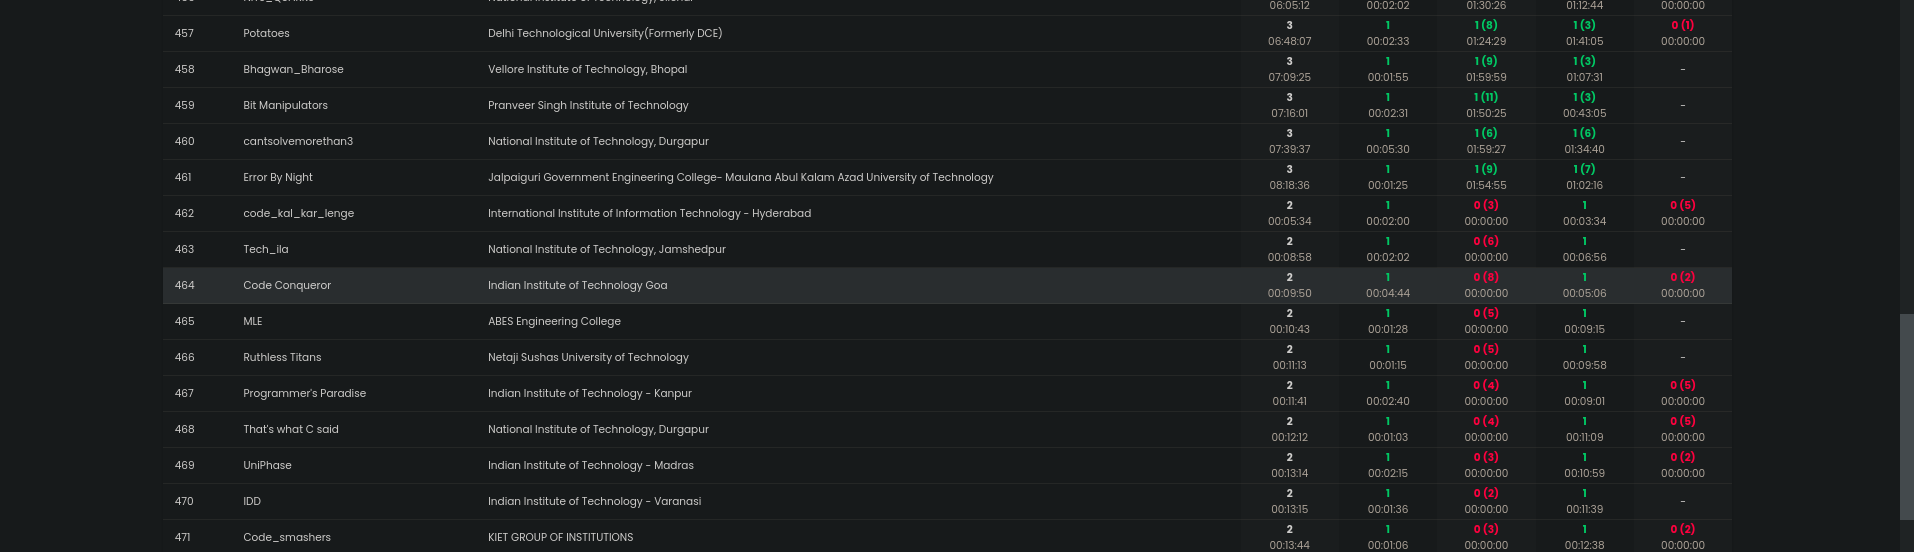 06:05:12 00:02:02 01:30:26 01:12:44 00:00:00
457 Potatoes Delhi Technological University(Formerly DCE) 3 1 1 (8) 1 (3) 0 (1)
06:48:07 00:02:33 01:24:29 01:41:05 00:00:00
458 Bhagwan_Bharose Vellore Institute of Technology, Bhopal 3 1 1 (9) 1 (3) -
07:09:25 00:01:55 01:59:59 01:07:31
459 Bit Manipulators Pranveer Singh Institute of Technology 3 1 1 (11) 1 (3) -
07:16:01 00:02:31 01:50:25 00:43:05
460 cantsolvemorethan3 National Institute of Technology, Durgapur 3 1 1 (6) 1 (6) -
07:39:37 00:05:30 01:59:27 01:34:40
461 Error By Night Jalpaiguri Government Engineering College- Maulana Abul Kalam Azad University of Technology 3 1 1 (9) 1 (7) -
08:18:36 00:01:25 01:54:55 01:02:16
462 code_kal_kar_lenge International Institute of Information Technology - Hyderabad 2 1 0 (3) 1 0 (5)
00:05:34 00:02:00 00:00:00 00:03:34 00:00:00
463 Tech_ila National Institute of Technology, Jamshedpur 2 1 0 (6) 1 -
00:08:58 00:02:02 00:00:00 00:06:56
464 Code Conqueror Indian Institute of Technology Goa 2 1 0 (8) 1 0 (2)
00:09:50 00:04:44 00:00:00 00:05:06 00:00:00
465 MLE ABES Engineering College 2 1 0 (5) 1 -
00:10:43 00:01:28 00:00:00 00:09:15
466 Ruthless Titans Netaji Sushas University of Technology 2 1 0 (5) 1 -
00:11:13 00:01:15 00:00:00 00:09:58
467 Programmer's Paradise Indian Institute of Technology - Kanpur 2 1 0 (4) 1 0 (5)
00:11:41 00:02:40 00:00:00 00:09:01 00:00:00
468 That's what C said National Institute of Technology, Durgapur 2 1 0 (4) 1 0 (5)
00:12:12 00:01:03 00:00:00 00:11:09 00:00:00
469 UniPhase Indian Institute of Technology - Madras 2 1 0 (3) 1 0 (2)
00:13:14 00:02:15 00:00:00 00:10:59 00:00:00
470 IDD Indian Institute of Technology - Varanasi 2 1 0 (2) 1 -
00:13:15 00:01:36 00:00:00 00:11:39
471 Code_smashers KIET GROUP OF INSTITUTIONS 2 1 0 (3) 1 0 (2)
00:13:44 00:01:06 00:00:00 00:12:38 00:00:00